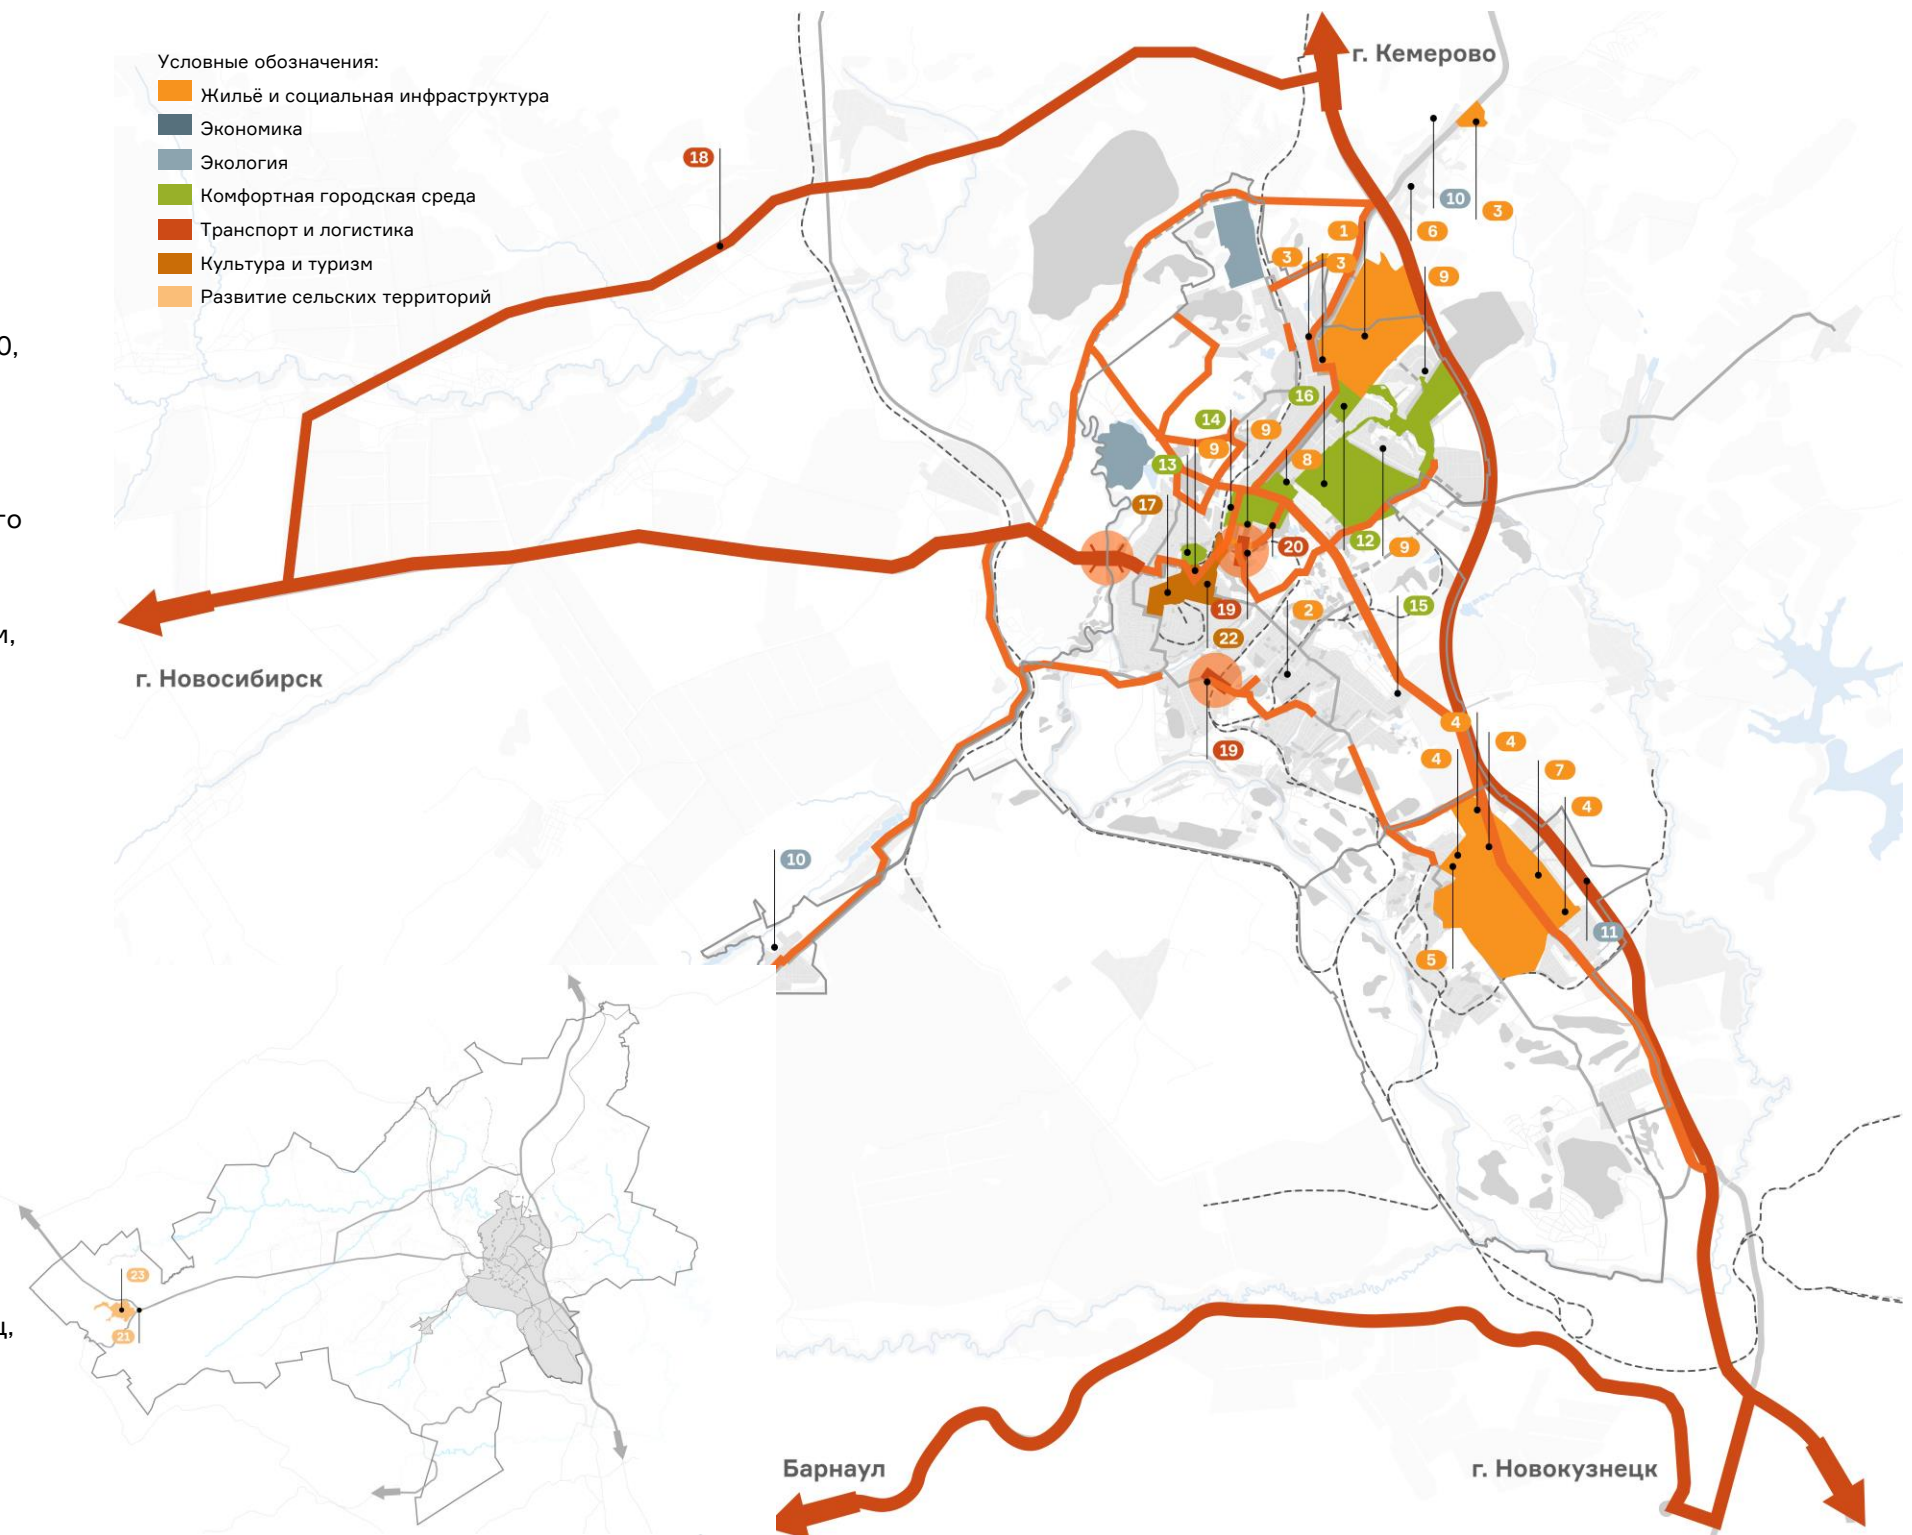 Условные обозначения:
Жильё и социальная инфраструктура
Экономика
Экология
Комфортная городская среда
Транспорт и логистика
Культура и туризм
Развитие сельских территорий
г. Кемерово
18
10
3
1
6
3
3
9
0,
16
14
9
9
13
8
17
го
20
12
9
19
2
15
и,
22
г. Новосибирск
4
4
19
4
7
4
10
11
5
23
21
ц,
Барнаул
г. Новокузнецк